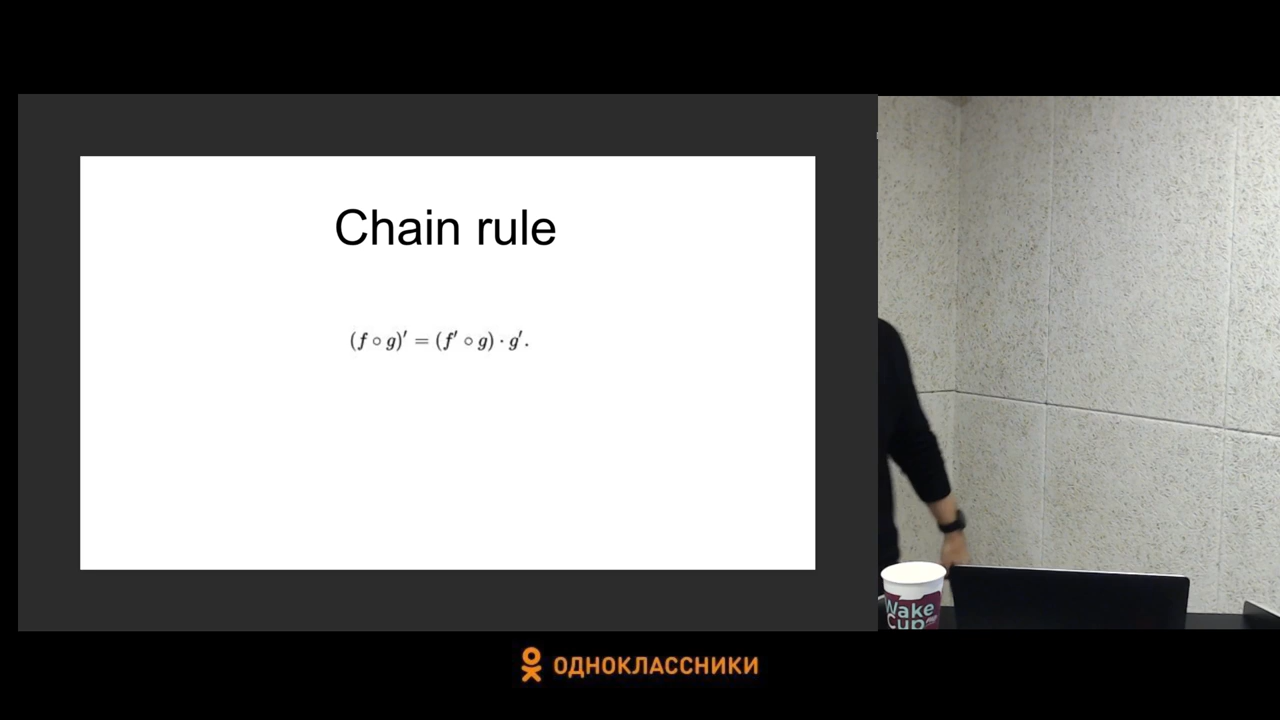 Chain rule
(f ∘ g)′ = (f′ ∘ g) · g′.
Wake
Cup
ОДНОКЛАССНИКИ